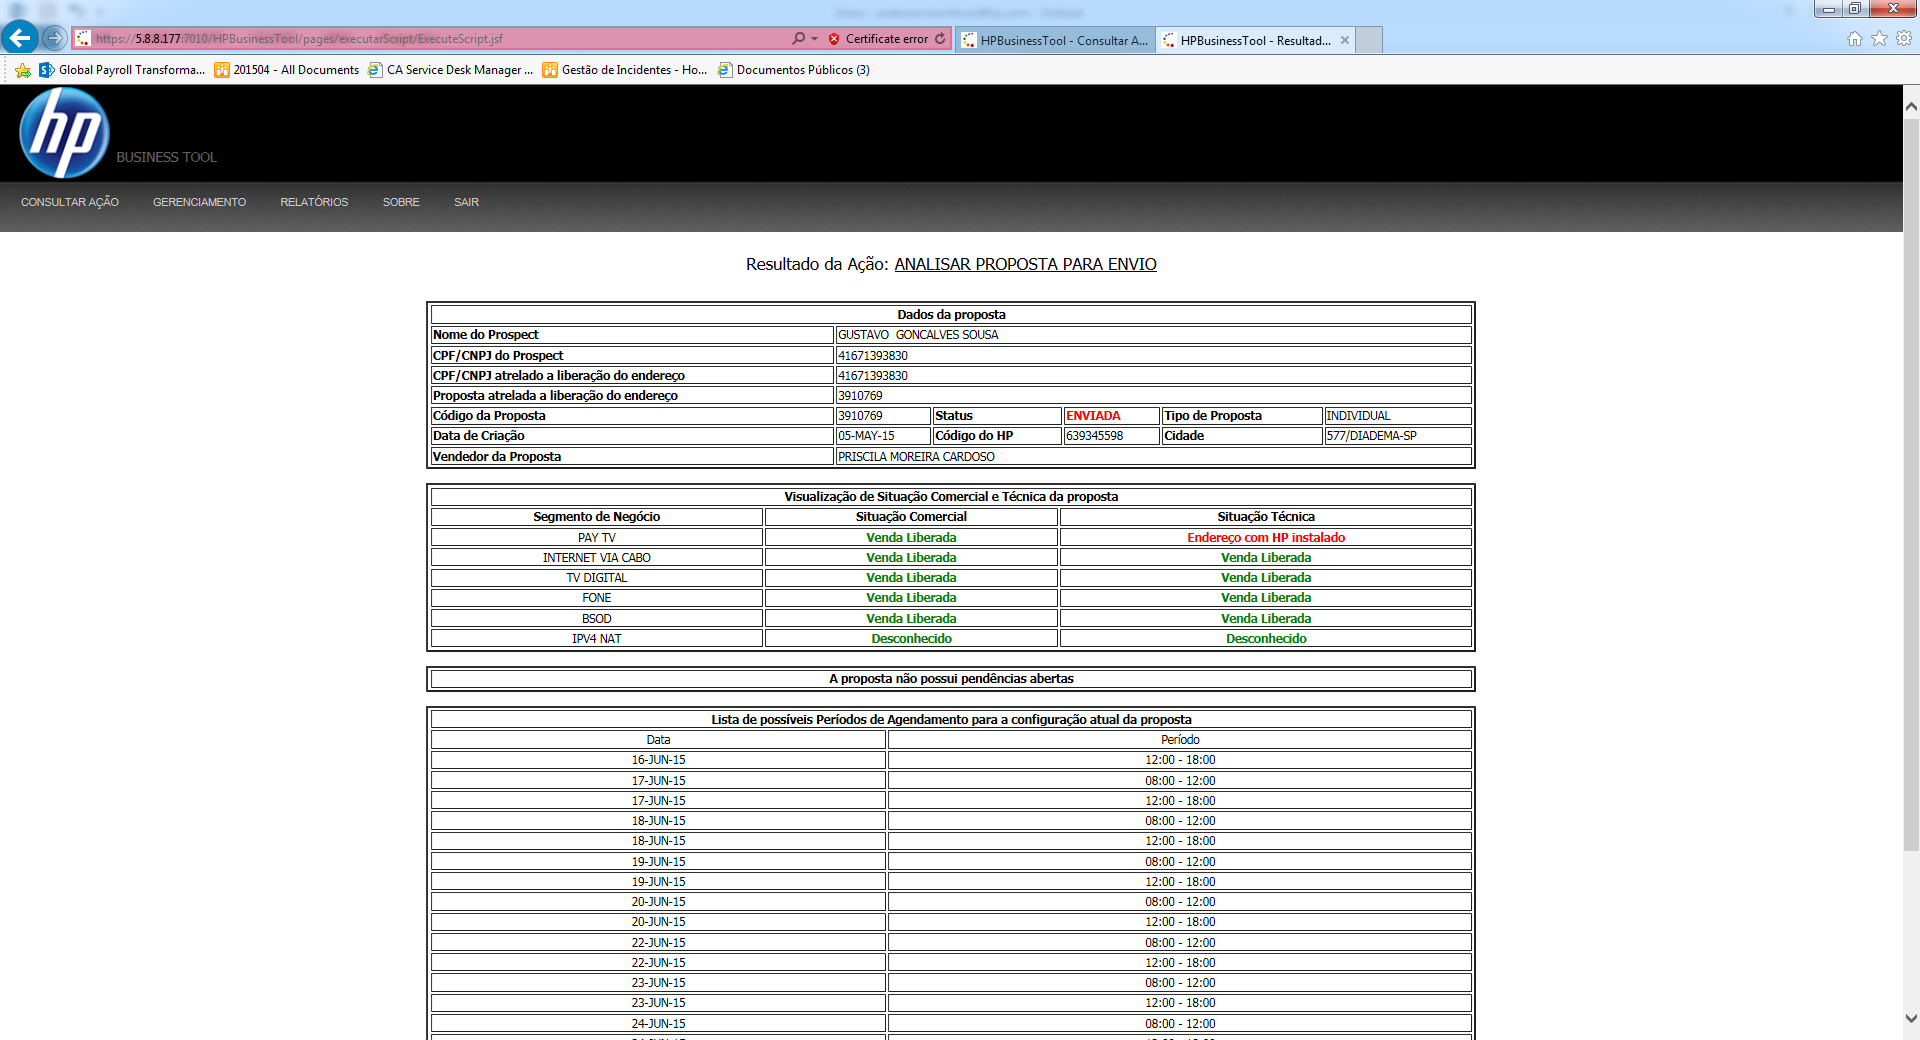 https://5.8.8.177:7010/HPBusinessTool/pages/executarScript/ExecuteScript.jsf Certificate error HPBusinessTool - Consultar A... HPBusinessTool - Resultad...
Global Payroll Transforma... 201504 - All Documents CA Service Desk Manager ... Gestão de Incidentes - Ho... Documentos Públicos (3)
hp BUSINESS TOOL
CONSULTAR AÇÃO GERENCIAMENTO RELATÓRIOS SOBRE SAIR
Resultado da Ação: ANALISAR PROPOSTA PARA ENVIO
Dados da proposta
Nome do Prospect GUSTAVO GONCALVES SOUSA
CPF/CNPJ do Prospect 41671393830
CPF/CNPJ atrelado a liberação do endereço 41671393830
Proposta atrelada a liberação do endereço 3910769
Código da Proposta 3910769 Status ENVIADA Tipo de Proposta INDIVIDUAL
Data de Criação 05-MAY-15 Código do HP 639345598 Cidade 577/DIADEMA-SP
Vendedor da Proposta PRISCILA MOREIRA CARDOSO
Visualização de Situação Comercial e Técnica da proposta
Segmento de Negócio Situação Comercial Situação Técnica
PAY TV Venda Liberada Endereço com HP instalado
INTERNET VIA CABO Venda Liberada Venda Liberada
TV DIGITAL Venda Liberada Venda Liberada
FONE Venda Liberada Venda Liberada
BSOD Venda Liberada Venda Liberada
IPV4 NAT Desconhecido Desconhecido
A proposta não possui pendências abertas
Lista de possíveis Períodos de Agendamento para a configuração atual da proposta
Data Período
16-JUN-15 12:00 - 18:00
17-JUN-15 08:00 - 12:00
17-JUN-15 12:00 - 18:00
18-JUN-15 08:00 - 12:00
18-JUN-15 12:00 - 18:00
19-JUN-15 08:00 - 12:00
19-JUN-15 12:00 - 18:00
20-JUN-15 08:00 - 12:00
20-JUN-15 12:00 - 18:00
22-JUN-15 08:00 - 12:00
22-JUN-15 12:00 - 18:00
23-JUN-15 08:00 - 12:00
23-JUN-15 12:00 - 18:00
24-JUN-15 08:00 - 12:00